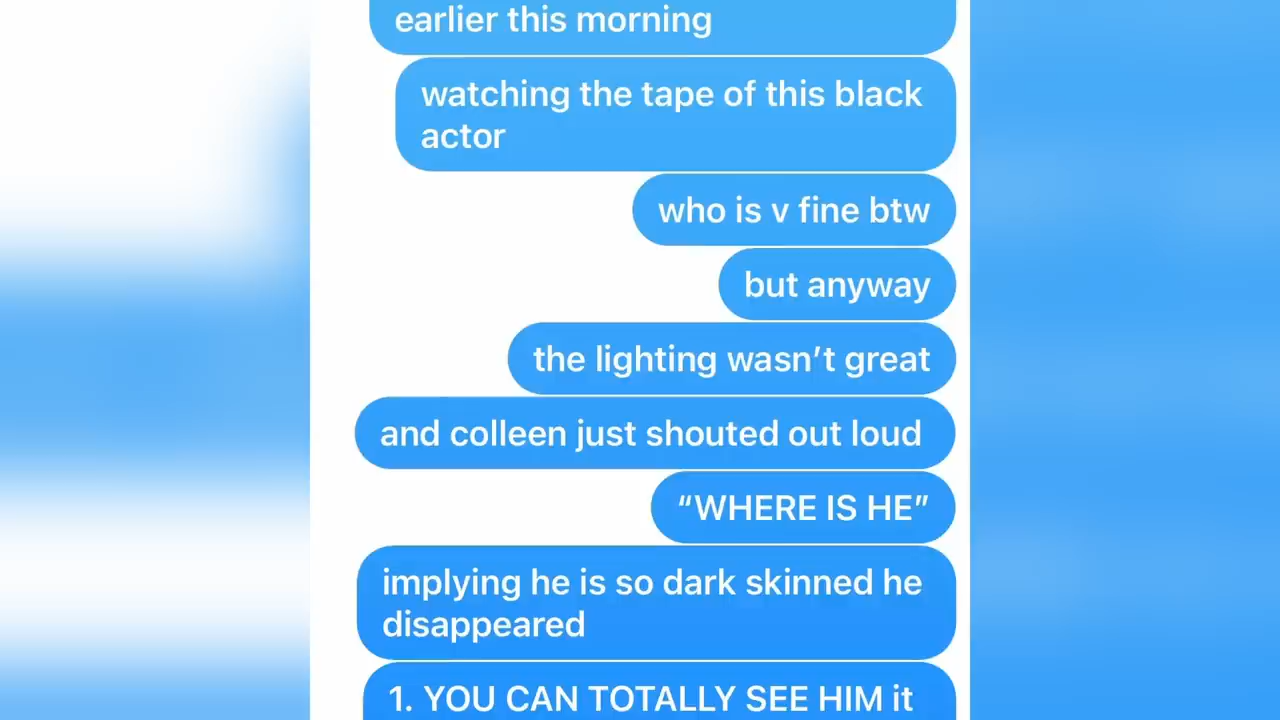 earlier this morning
watching the tape of this black
actor
who is v fine btw
but anyway
the lighting wasn’t great
and colleen just shouted out loud
“WHERE IS HE”
implying he is so dark skinned he
disappeared
1. YOU CAN TOTALLY SEE HIM it